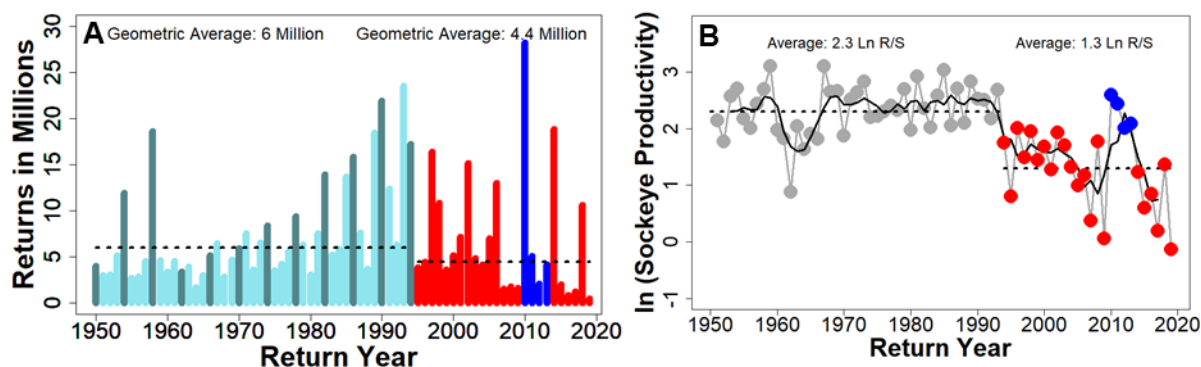 A
Geometric Average: 6 Million
Geometric Average: 4.4 Million
Returns in Millions
30
25
20
15
10
5
0
1950 1960 1970 1980 1990 2000 2010 2020
Return Year
B
Average: 2.3 Ln R/S
Average: 1.3 Ln R/S
ln (Sockeye Productivity)
3
2
1
0
-1
1950 1960 1970 1980 1990 2000 2010 2020
Return Year